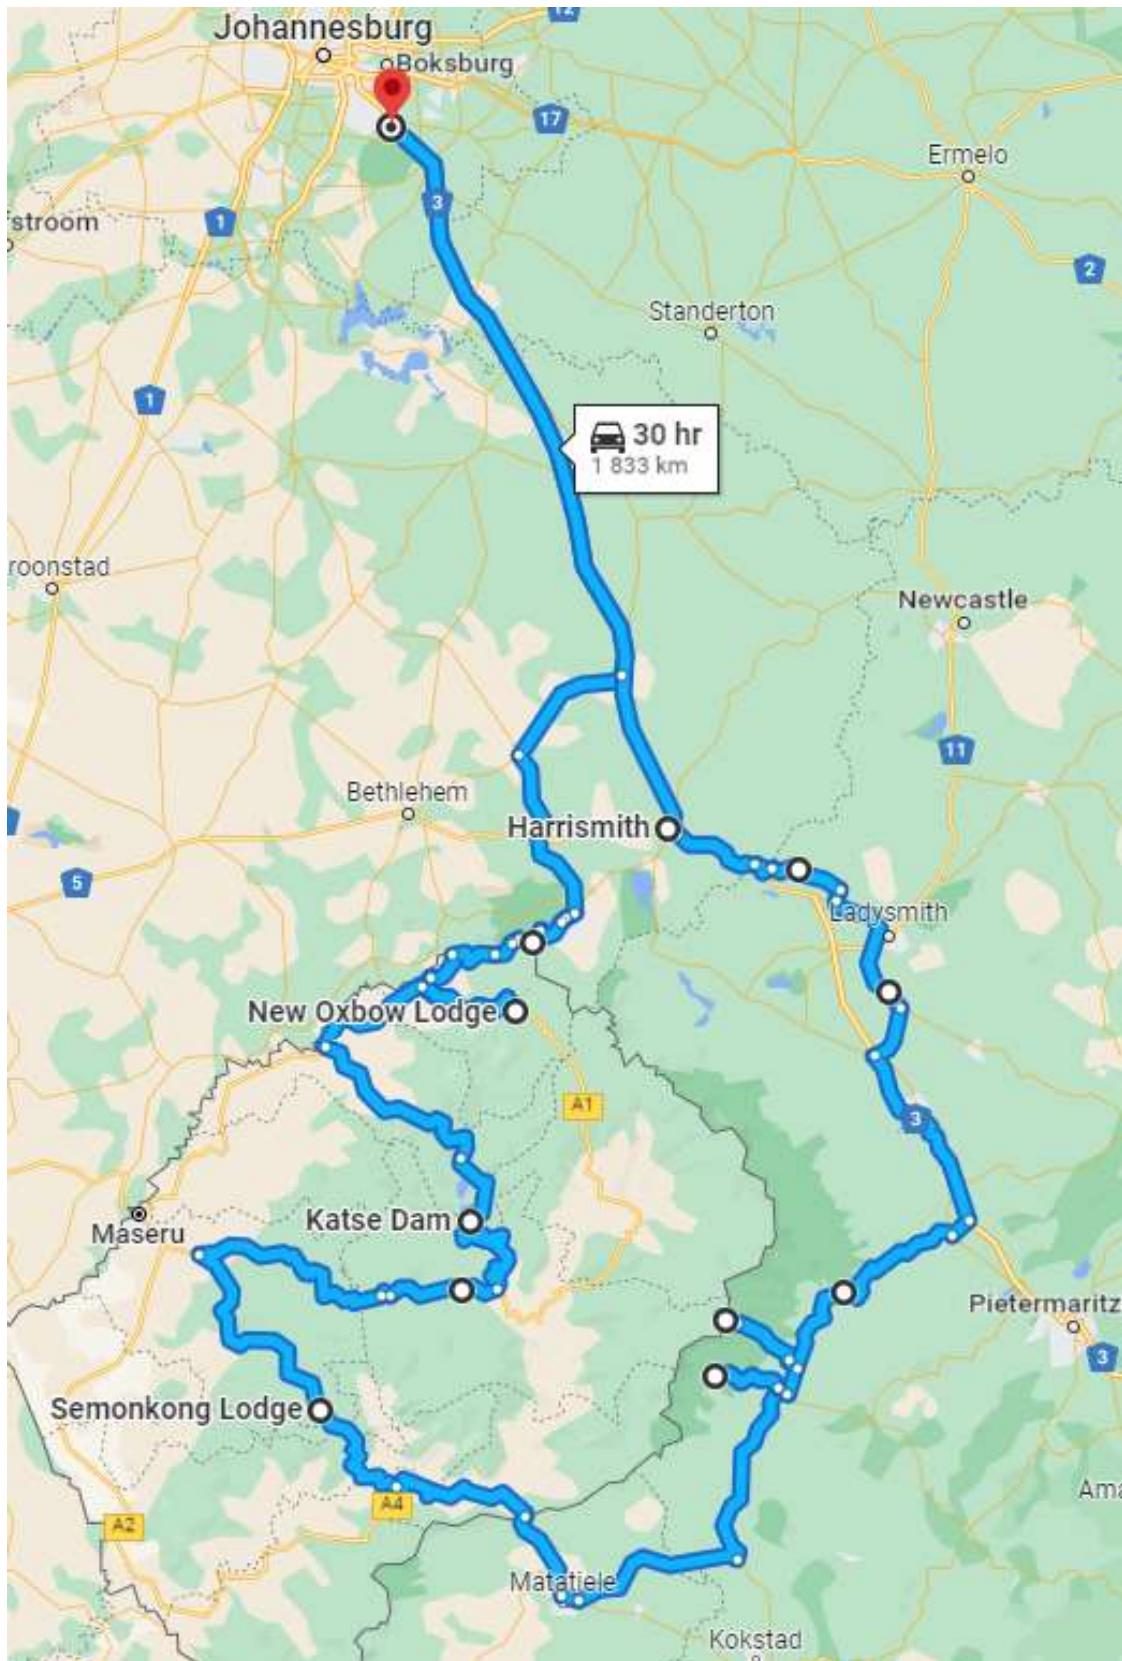 12
Johannesburg
Boksburg
17
Ermelo
3
1
stroom
2
Standerton
1
30 hr
1 833 km
roonstad
Newcastle
11
Bethlehem
Harrismith
5
Ladysmith
New Oxbow Lodge
A1
3
Katse Dam
Maseru
Pietermaritz
3
Semonkong Lodge
Ama
A4
A2
Matatiele
Kokstad